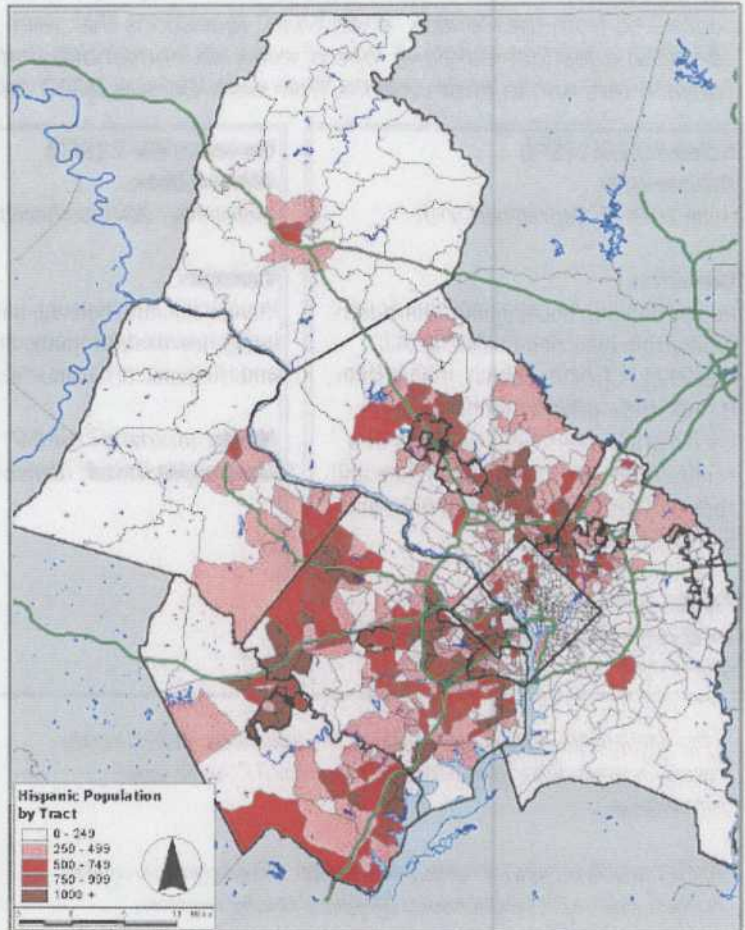 Hispanic Population
by Tract
0 - 249
250 - 499
500 - 749
750 - 999
1000 +